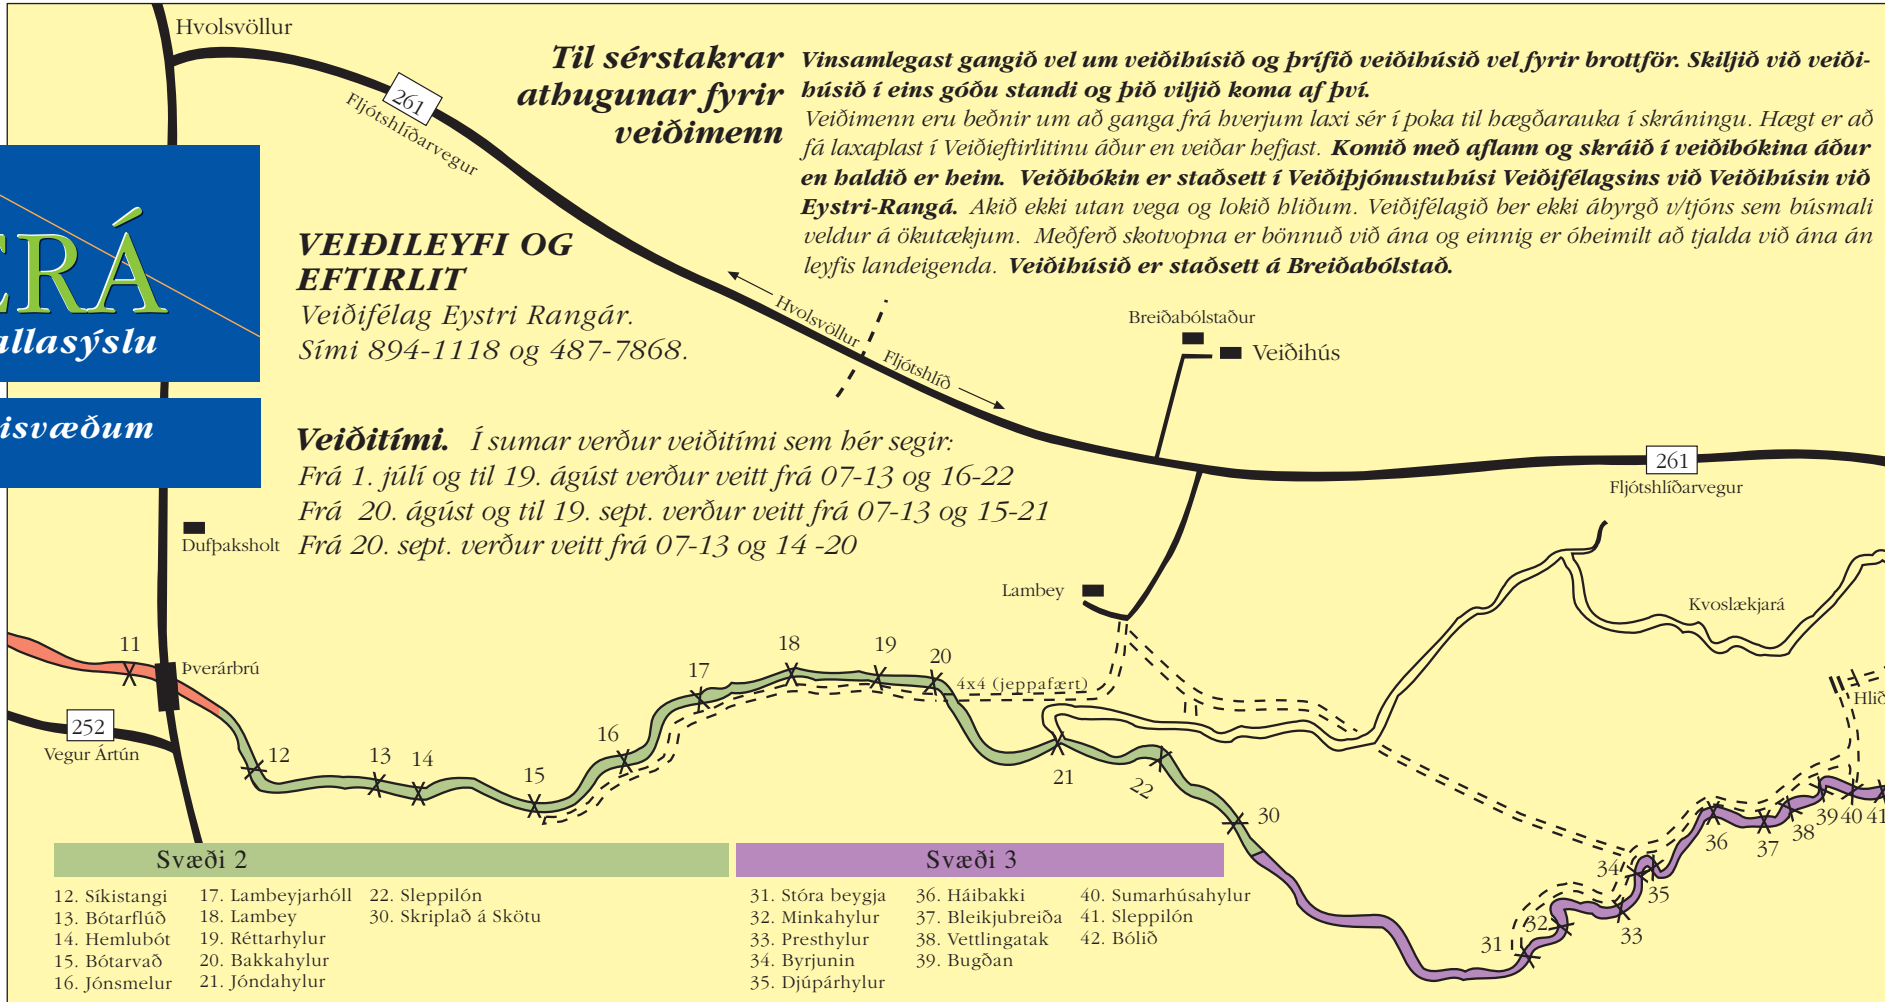 Hvolsvöllur
261
Fljótshlíðarvegur
Til sérstakrar
athugunar fyrir
veiðimenn
Vinsamlegast gangið vel um veiðihúsið og þrífið veiðihúsið vel fyrir brottför. Skiljið við veiði-
húsið í eins góðu standi og þið viljið koma af því.
Veiðimenn eru beðnir um að ganga frá hverjum laxi sér í poka til hægðarauka í skráningu. Hægt er að
fá laxaplast í Veiðieftirlitinu áður en veiðar hefjast. Komið með aflann og skráið í veiðibókina áður
en haldið er heim. Veiðibókin er staðsett í Veiðiþjónustuhúsi Veiðifélagsins við Veiðihúsin við
Eystri-Rangá. Akið ekki utan vega og lokið hliðum. Veiðifélagið ber ekki ábyrgð v/tjóns sem búsmali
veldur á ökutækjum. Meðferð skotvopna er bönnuð við ána og einnig er óheimilt að tjalda við ána án
leyfis landeigenda. Veiðihúsið er staðsett á Breiðabólstað.
ERÁ
allasýslu
isvæðum
VEIÐILEYFI OG
EFTIRLIT
Veiðifélag Eystri Rangár.
Sími 894-1118 og 487-7868.
Hvolsvöllur
Fljótshlíð
Breiðabólstaður
Veiðihús
Veiðitími. Í sumar verður veiðitími sem hér segir:
Frá 1. júlí og til 19. ágúst verður veitt frá 07-13 og 16-22
Frá 20. ágúst og til 19. sept. verður veitt frá 07-13 og 15-21
Frá 20. sept. verður veitt frá 07-13 og 14 -20
261
Fljótshlíðarvegur
Dufþaksholt
Lambey
Kvoslækjará
11
Þverárbrú
18
19
20
17
4x4 (jeppafært)
Hlið
252
Vegur Ártún
12
13
14
15
16
21
22
30
31
32
33
34
35
36
37
38
39
40
41
Svæði 2
12. Síkistangi
13. Bótarflúð
14. Hemlubót
15. Bótarvað
16. Jónsmelur
17. Lambeyjarhóll
18. Lambey
19. Réttarhylur
20. Bakkahylur
21. Jóndahylur
22. Sleppilón
30. Skriplað á Skötu
Svæði 3
31. Stóra beygja
32. Minkahylur
33. Presthylur
34. Byrjunin
35. Djúpárhylur
36. Háibakki
37. Bleikjubreiða
38. Vettlingatak
39. Bugðan
40. Sumarhúsahylur
41. Sleppilón
42. Bólið